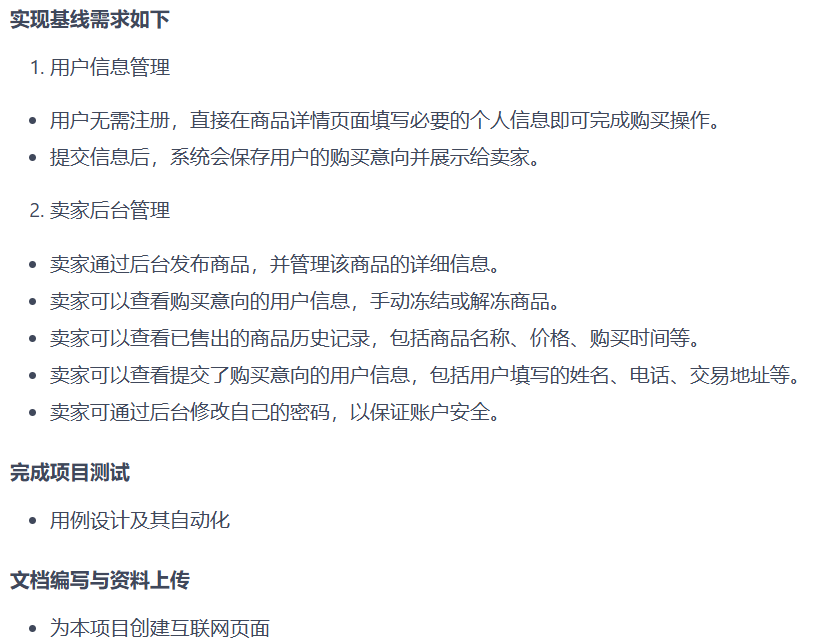 实现基线需求如下
1. 用户信息管理
• 用户无需注册，直接在商品详情页面填写必要的个人信息即可完成购买操作。
• 提交信息后，系统会保存用户的购买意向并展示给卖家。
2. 卖家后台管理
• 卖家通过后台发布商品，并管理该商品的详细信息。
• 卖家可以查看购买意向的用户信息，手动冻结或解冻商品。
• 卖家可以查看已售出的商品历史记录，包括商品名称、价格、购买时间等。
• 卖家可以查看提交了购买意向的用户信息，包括用户填写的姓名、电话、交易地址等。
• 卖家可通过后台修改自己的密码，以保证账户安全。
完成项目测试
• 用例设计及其自动化
文档编写与资料上传
• 为本项目创建互联网页面